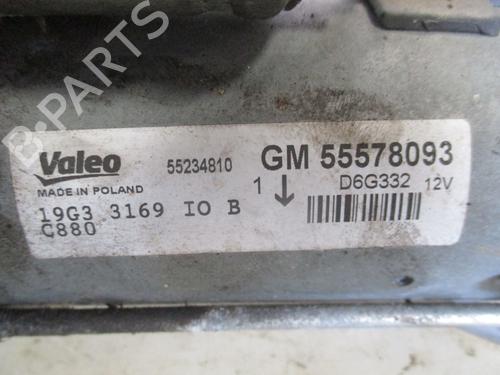 B-PARTS
Valeo 55234810 GM 55578093
MADE IN POLAND 1 D6G332 12V
19G3 3169 IO B
C880